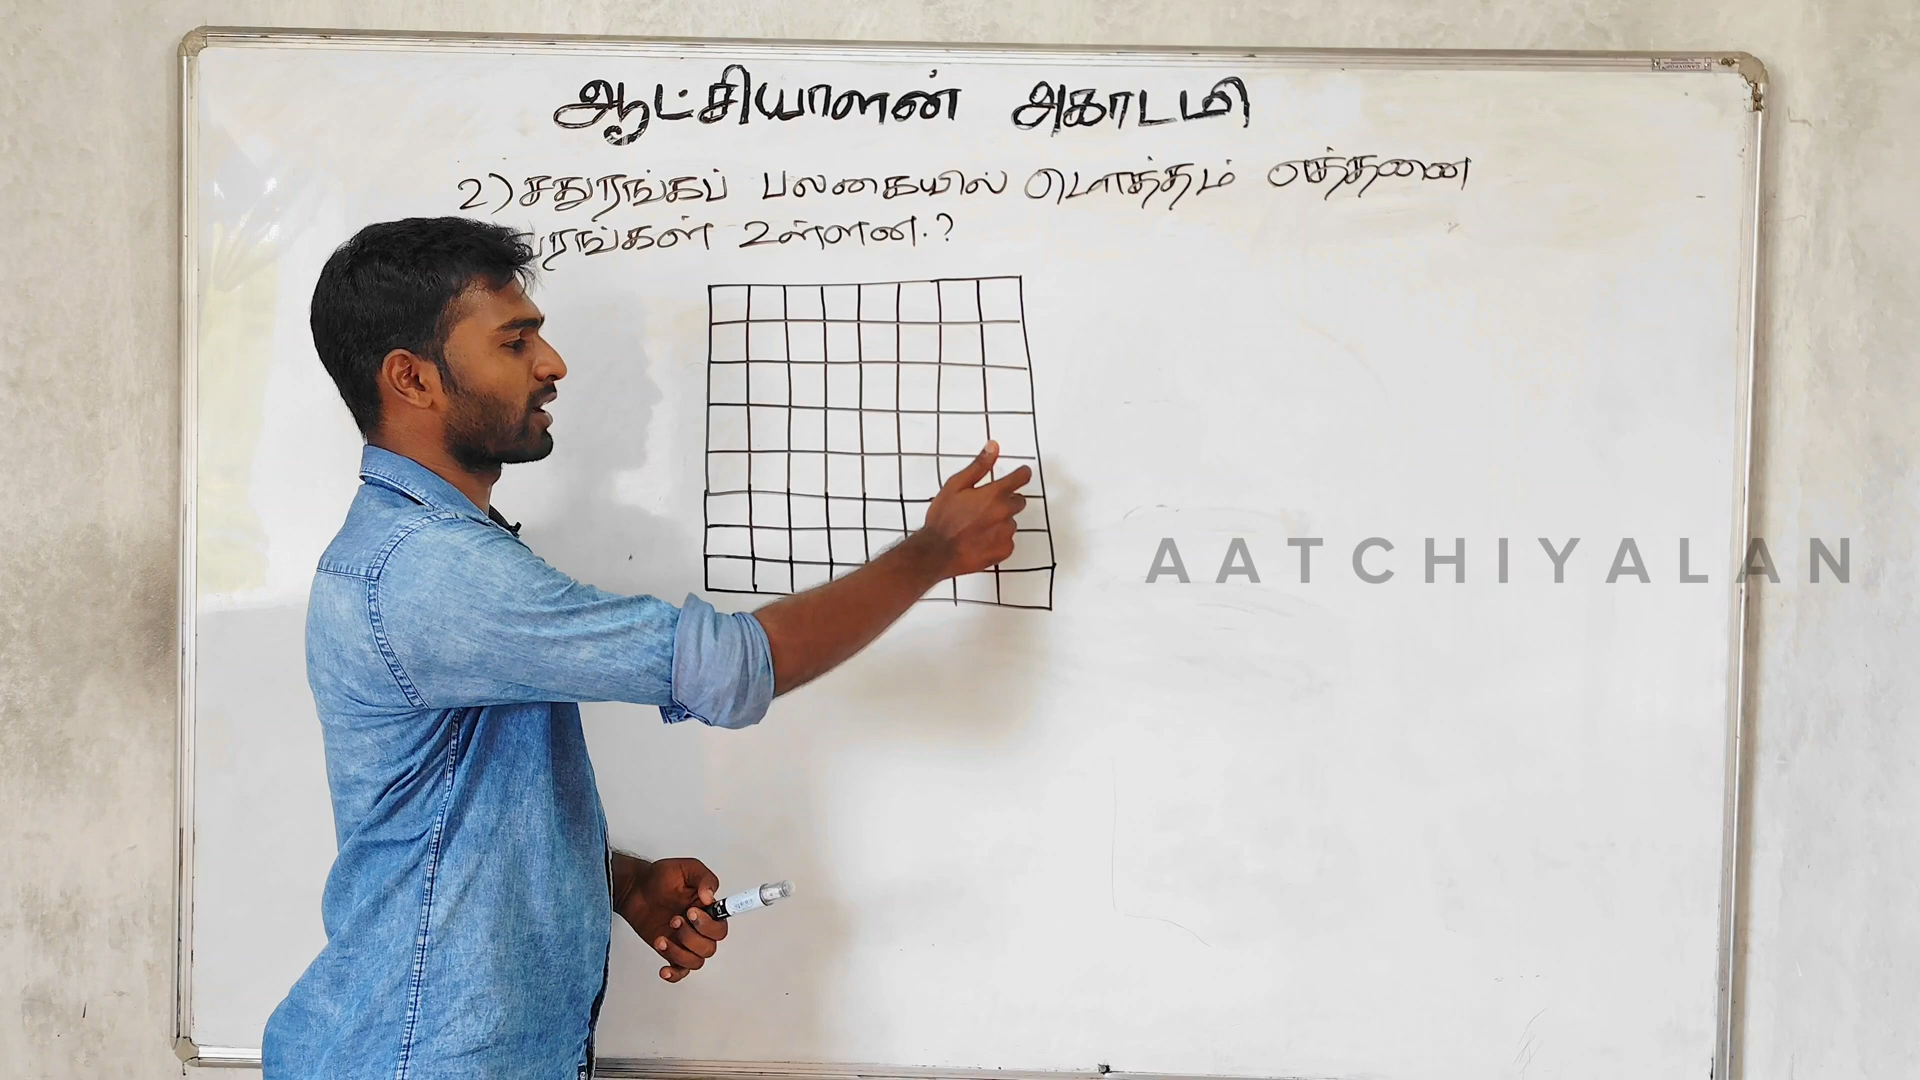 ஆட்சியாளன் அகாடமி
2) சதுரங்கப் பலகையில் மொத்தம் எத்தனை
உள்ளன.?
AATCHIYALAN